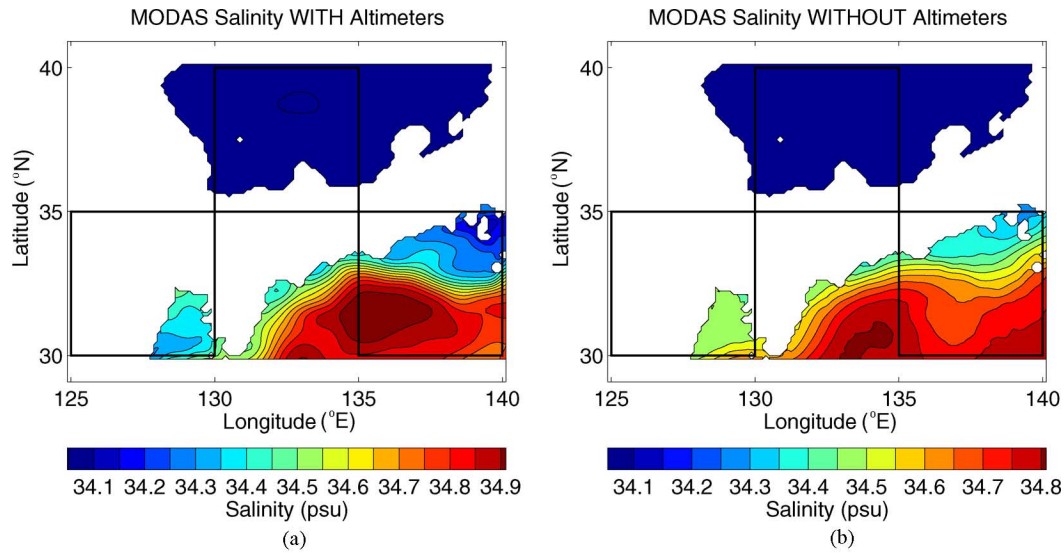 MODAS Salinity WITH Altimeters
40
35
30
Latitude (°N)
125 130 135 140
Longitude (°E)
34.1 34.2 34.3 34.4 34.5 34.6 34.7 34.8 34.9
Salinity (psu)
(a)
MODAS Salinity WITHOUT Altimeters
40
35
30
Latitude (°N)
125 130 135 140
Longitude (°E)
34.1 34.2 34.3 34.4 34.5 34.6 34.7 34.8
Salinity (psu)
(b)